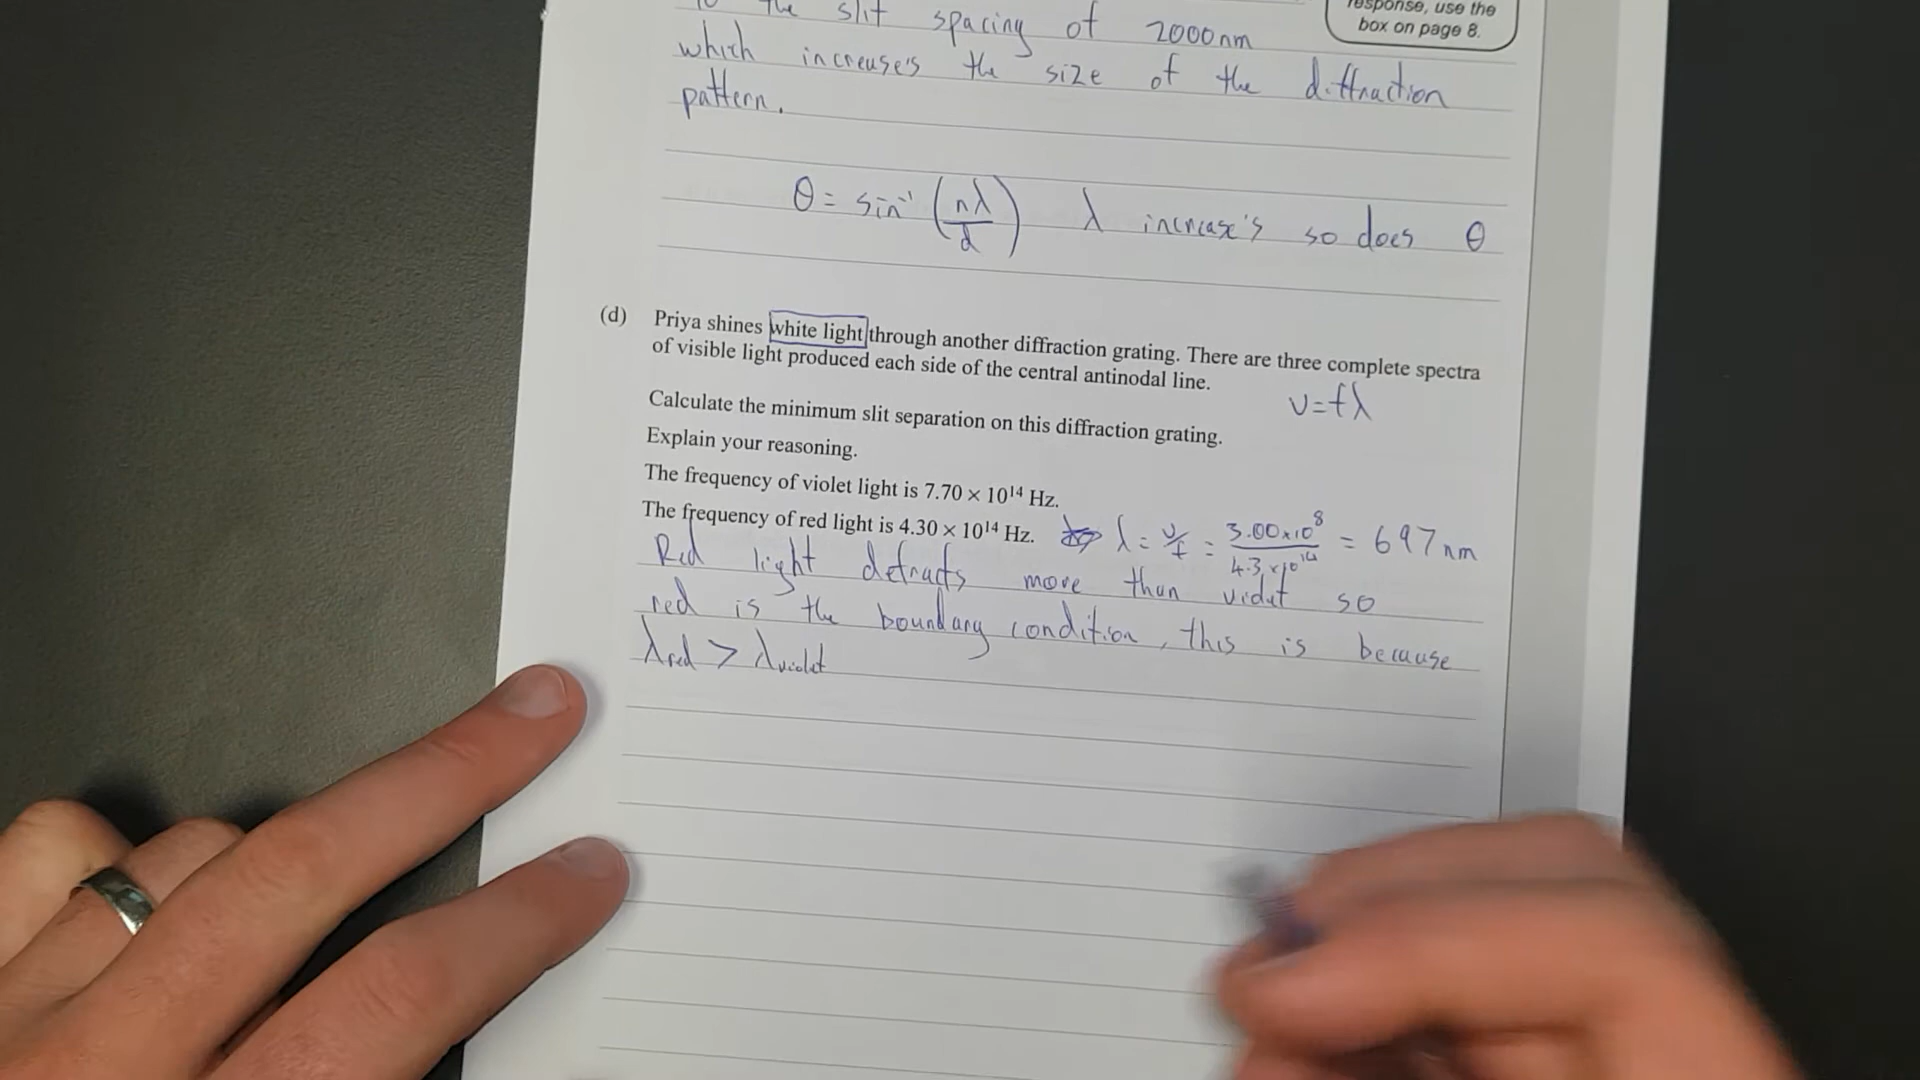 the slit spacing of 2000nm
response, use the
box on page 8.
which increuse's the size of the diffraction
pattern.
θ = sin⁻¹ (nλ/d) λ increase's so does θ
(d) Priya shines white light through another diffraction grating. There are three complete spectra
of visible light produced each side of the central antinodal line.
v=fλ
Calculate the minimum slit separation on this diffraction grating.
Explain your reasoning.
The frequency of violet light is 7.70 × 10¹⁴ Hz.
The frequency of red light is 4.30 × 10¹⁴ Hz. λ = v/f = 3.00×10⁸/4.3×10¹⁴ = 697nm
Red light defracts more than violet so
red is the boundary condition, this is because
λred > λviolet